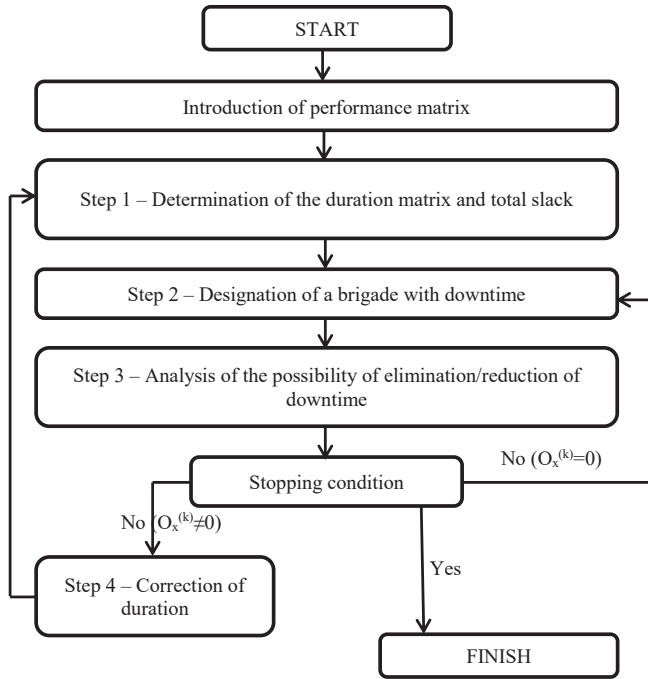 START
Introduction of performance matrix
Step 1 – Determination of the duration matrix and total slack
Step 2 – Designation of a brigade with downtime
Step 3 – Analysis of the possibility of elimination/reduction of
downtime
Stopping condition
No (Oₓ⁽ᵏ⁾=0)
No (Oₓ⁽ᵏ⁾≠0)
Step 4 – Correction of
duration
Yes
FINISH